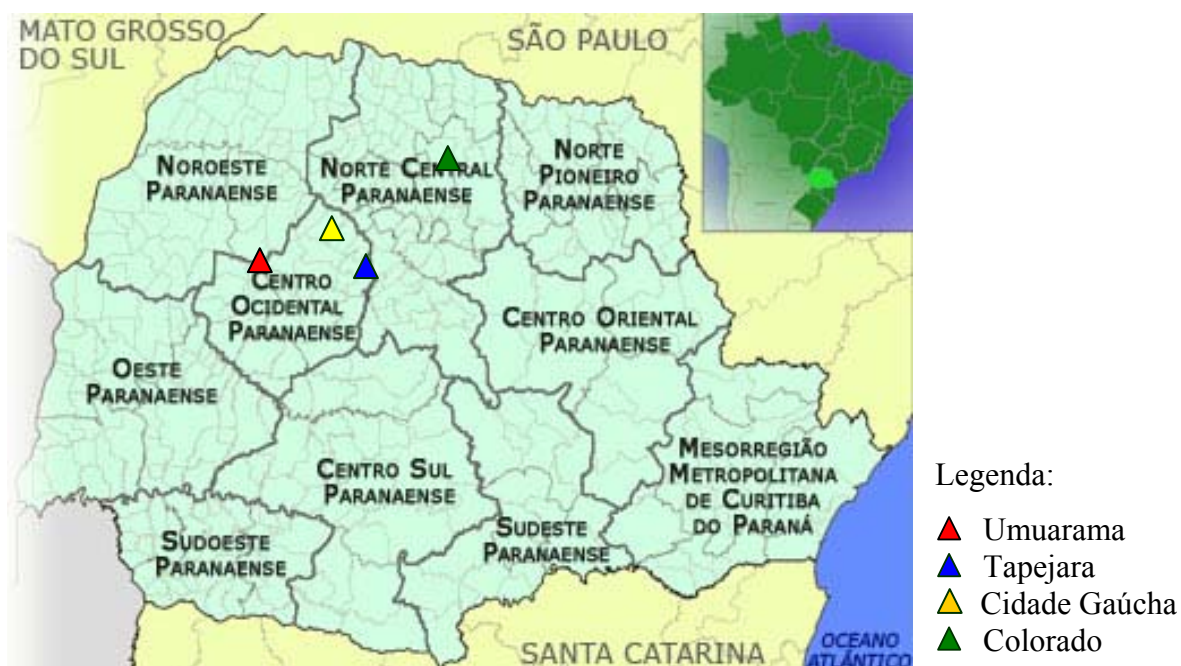 MATO GROSSO
DO SUL
SÃO PAULO
NOROESTE
PARANAENSE
NORTE CENTRAL
PARANAENSE
NORTE
PIONEIRO
PARANAENSE
CENTRO
OCIDENTAL
PARANAENSE
CENTRO ORIENTAL
PARANAENSE
OESTE
PARANAENSE
CENTRO SUL
PARANAENSE
MESORREGIÃO
METROPOLITANA
DE CURITIBA
DO PARANÁ
SUDOESTE
PARANAENSE
SUDESTE
PARANAENSE
SANTA CATARINA
OCEANO
ATLÂNTICO
Legenda:
Umuarama
Tapejara
Cidade Gaúcha
Colorado